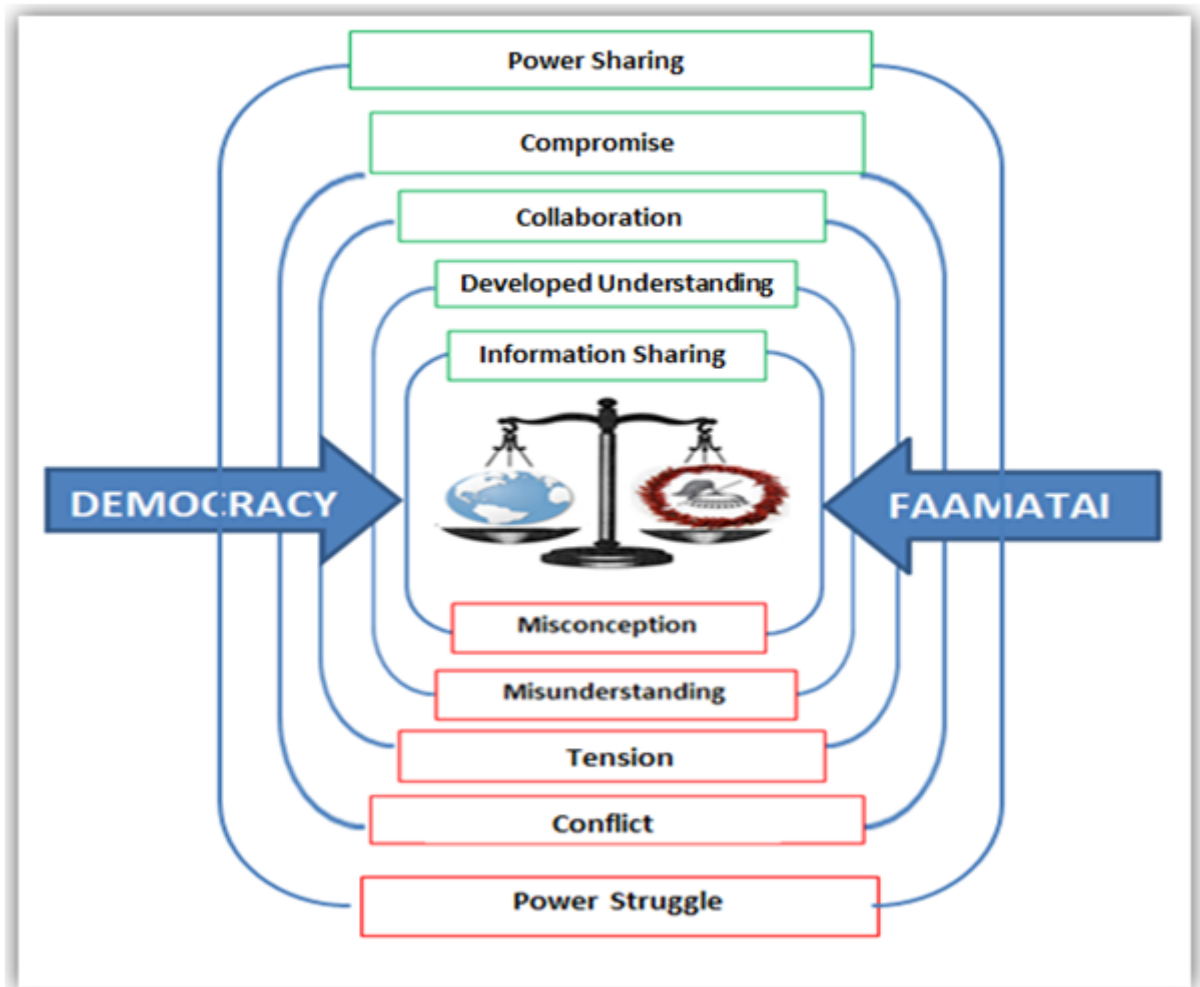 Power Sharing
Compromise
Collaboration
Developed Understanding
Information Sharing
DEMOCRACY
FAAMATAI
Misconception
Misunderstanding
Tension
Conflict
Power Struggle